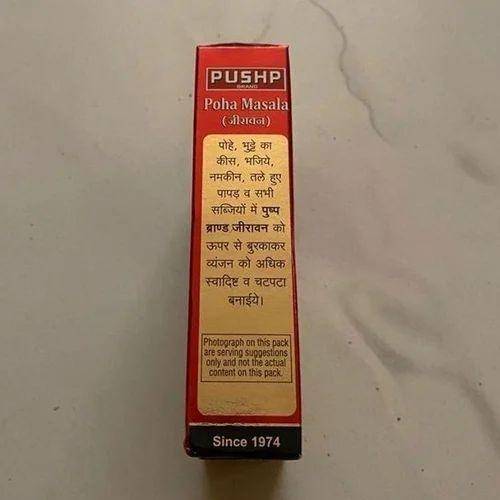 PUSHP
BRAND
Poha Masala
(जीरावन)
पोहे, भुट्टे का
कीस, भजिये,
नमकीन, तले हुए
पापड़ व सभी
सब्जियों में पुष्प
ब्राण्ड जीरावन को
ऊपर से बुरकाकर
व्यंजन को अधिक
स्वादिष्ट व चटपटा
बनाईये।
Photograph on this pack
are serving suggestions
only and not the actual
content on this pack.
Since 1974